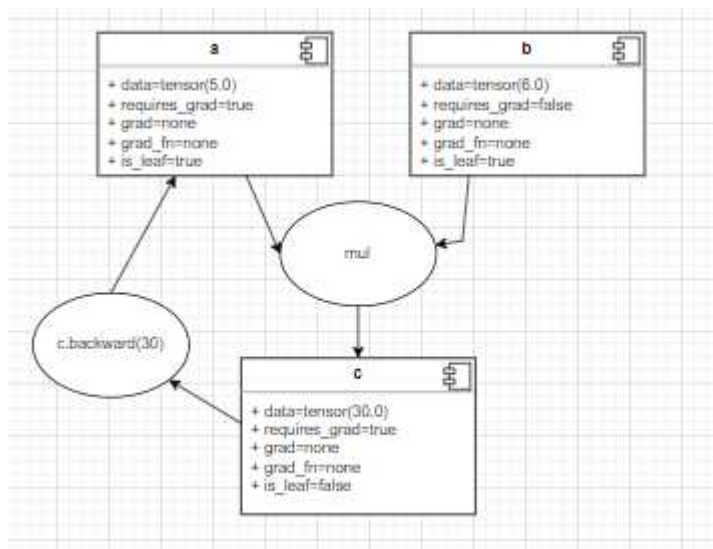 a
+ data=tensor(5.0)
+ requires_grad=true
+ grad=none
+ grad_fn=none
+ is_leaf=true
b
+ data=tensor(6.0)
+ requires_grad=false
+ grad=none
+ grad_fn=none
+ is_leaf=true
mul
c.backward(30)
c
+ data=tensor(30.0)
+ requires_grad=true
+ grad=none
+ grad_fn=none
+ is_leaf=false